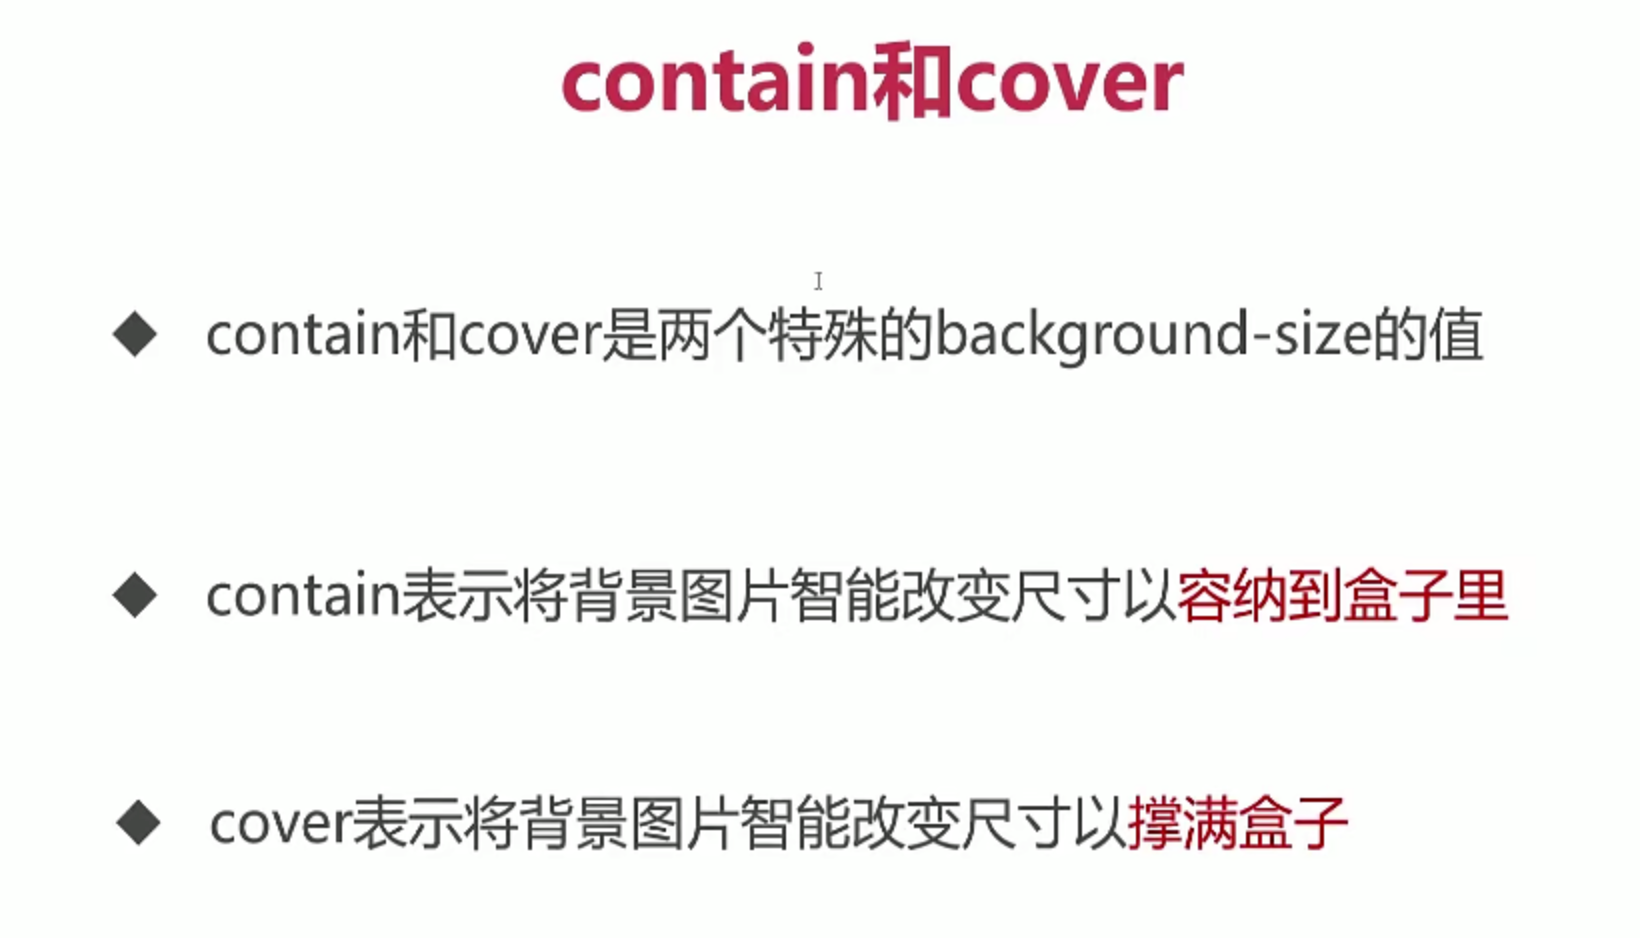 contain和cover
contain和cover是两个特殊的background-size的值
contain表示将背景图片智能改变尺寸以容纳到盒子里
cover表示将背景图片智能改变尺寸以撑满盒子